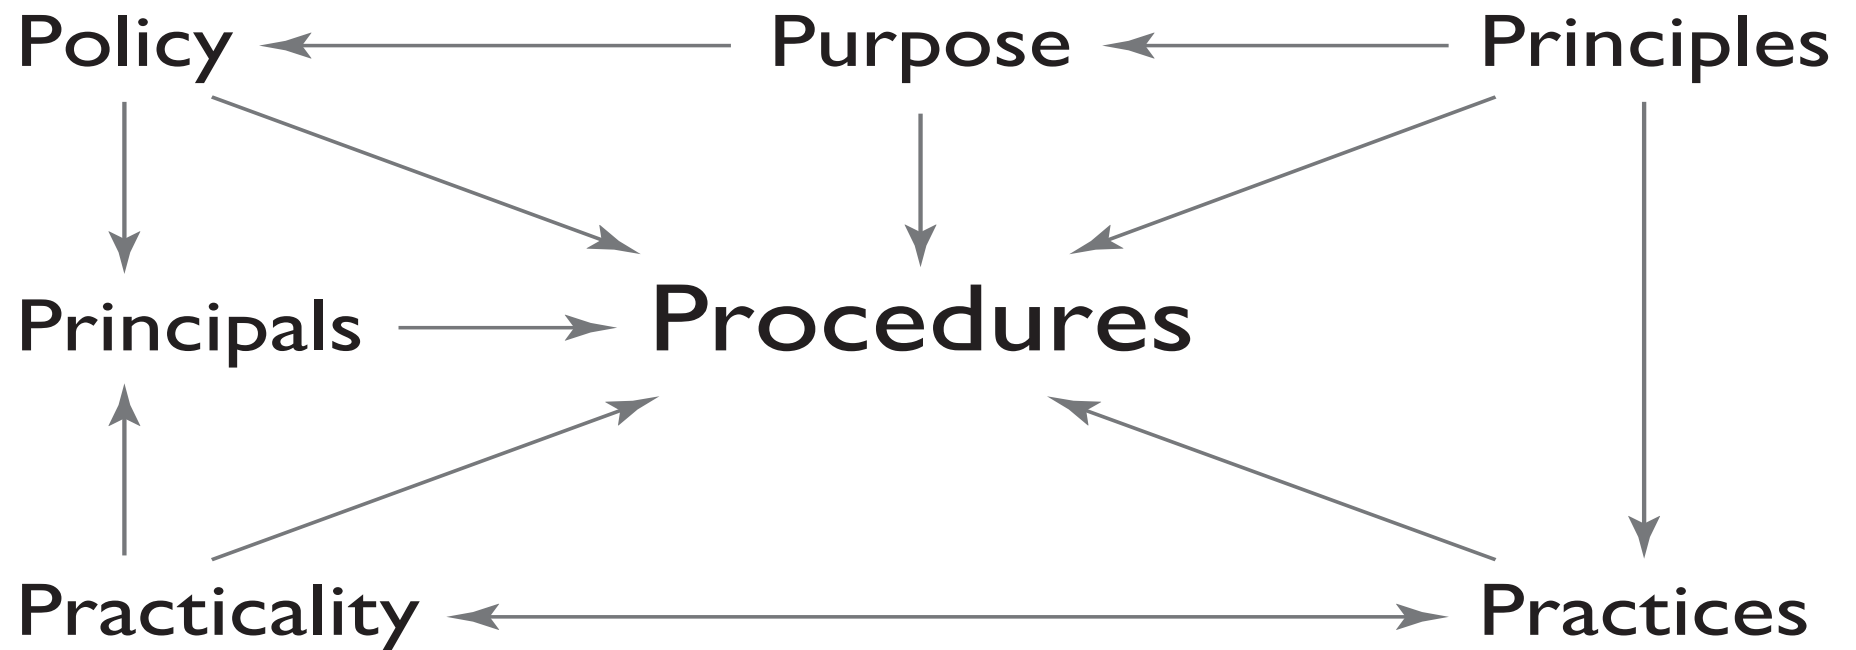 Policy Purpose Principles
Principals Procedures
Practicality Practices